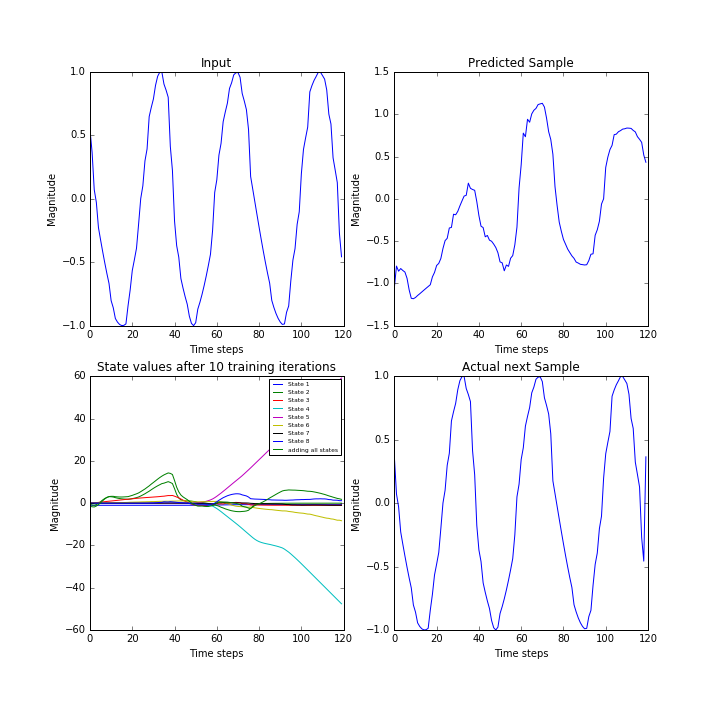 Input
Magnitude
1.0
0.5
0.0
−0.5
−1.0
0 20 40 60 80 100 120
Time steps
Predicted Sample
Magnitude
1.5
1.0
0.5
0.0
−0.5
−1.0
−1.5
0 20 40 60 80 100 120
Time steps
State values after 10 training iterations
Magnitude
60
40
20
0
−20
−40
−60
State 1
State 2
State 3
State 4
State 5
State 6
State 7
State 8
adding all states
0 20 40 60 80 100 120
Time steps
Actual next Sample
Magnitude
1.0
0.5
0.0
−0.5
−1.0
0 20 40 60 80 100 120
Time steps